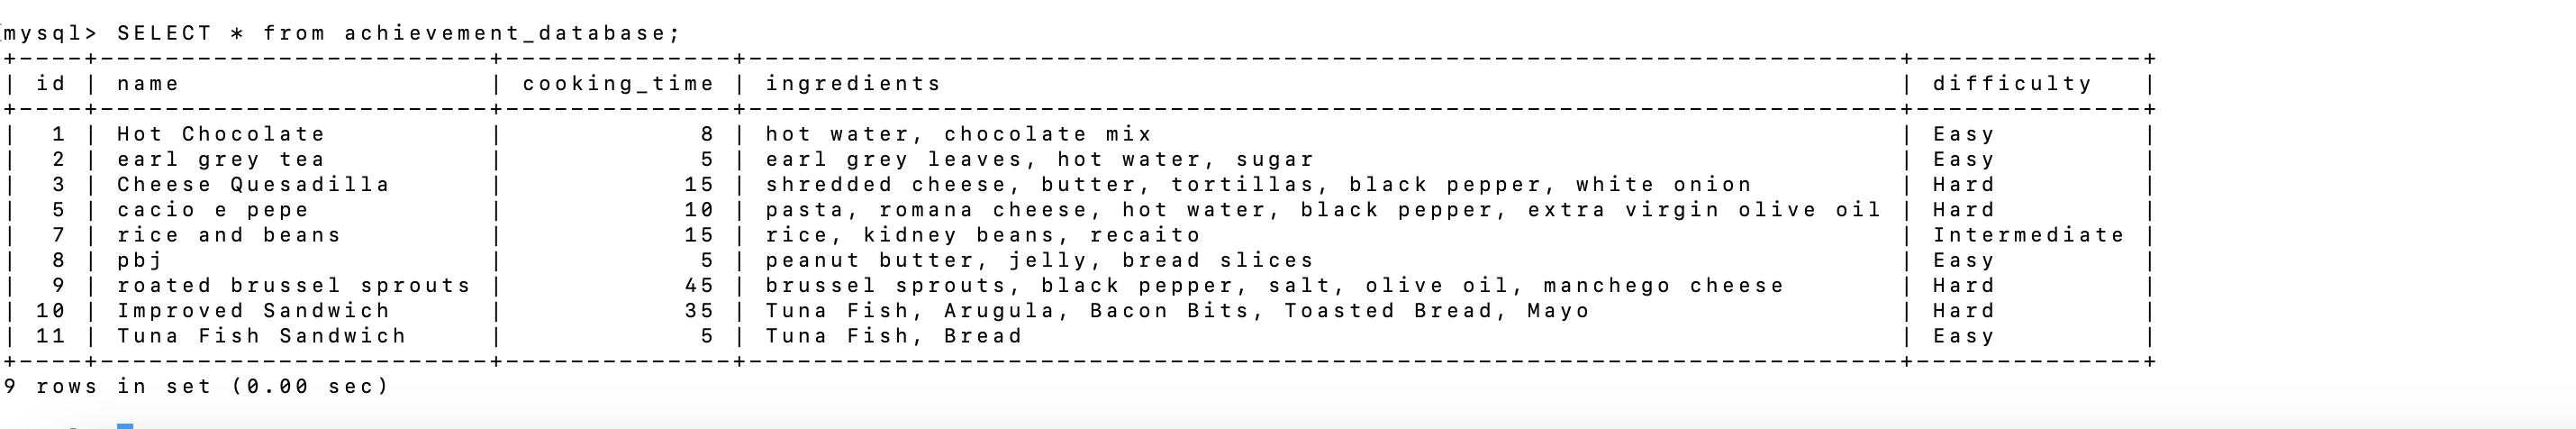 mysql> SELECT * from achievement_database;
+----+------------------------+--------------+-----------------------------------------------------------------------+--------------+
| id | name                   | cooking_time | ingredients                                                           | difficulty   |
+----+------------------------+--------------+-----------------------------------------------------------------------+--------------+
|  1 | Hot Chocolate          |            8 | hot water, chocolate mix                                              | Easy         |
|  2 | earl grey tea          |            5 | earl grey leaves, hot water, sugar                                    | Easy         |
|  3 | Cheese Quesadilla      |           15 | shredded cheese, butter, tortillas, black pepper, white onion         | Hard         |
|  5 | cacio e pepe           |           10 | pasta, romana cheese, hot water, black pepper, extra virgin olive oil | Hard         |
|  7 | rice and beans         |           15 | rice, kidney beans, recaito                                           | Intermediate |
|  8 | pbj                    |            5 | peanut butter, jelly, bread slices                                    | Easy         |
|  9 | roated brussel sprouts |           45 | brussel sprouts, black pepper, salt, olive oil, manchego cheese       | Hard         |
| 10 | Improved Sandwich      |           35 | Tuna Fish, Arugula, Bacon Bits, Toasted Bread, Mayo                   | Hard         |
| 11 | Tuna Fish Sandwich     |            5 | Tuna Fish, Bread                                                      | Easy         |
+----+------------------------+--------------+-----------------------------------------------------------------------+--------------+
9 rows in set (0.00 sec)